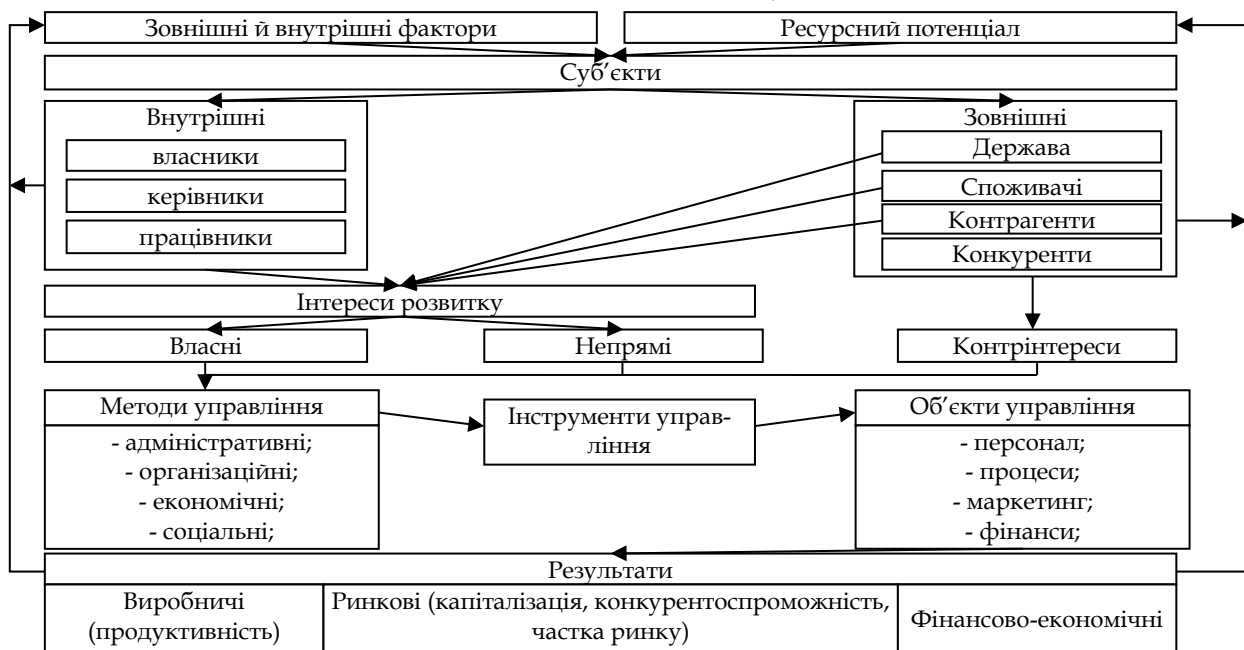 Зовнішні й внутрішні фактори
Ресурсний потенціал
Суб’єкти
Внутрішні
власники
керівники
працівники
Зовнішні
Держава
Споживачі
Контрагенти
Конкуренти
Інтереси розвитку
Власні
Непрямі
Контрінтереси
Методи управління
- адміністративні;
- організаційні;
- економічні;
- соціальні;
Інструменти управ-
ління
Об’єкти управління
- персонал;
- процеси;
- маркетинг;
- фінанси;
Результати
Виробничі
(продуктивність)
Ринкові (капіталізація, конкурентоспроможність,
частка ринку)
Фінансово-економічні